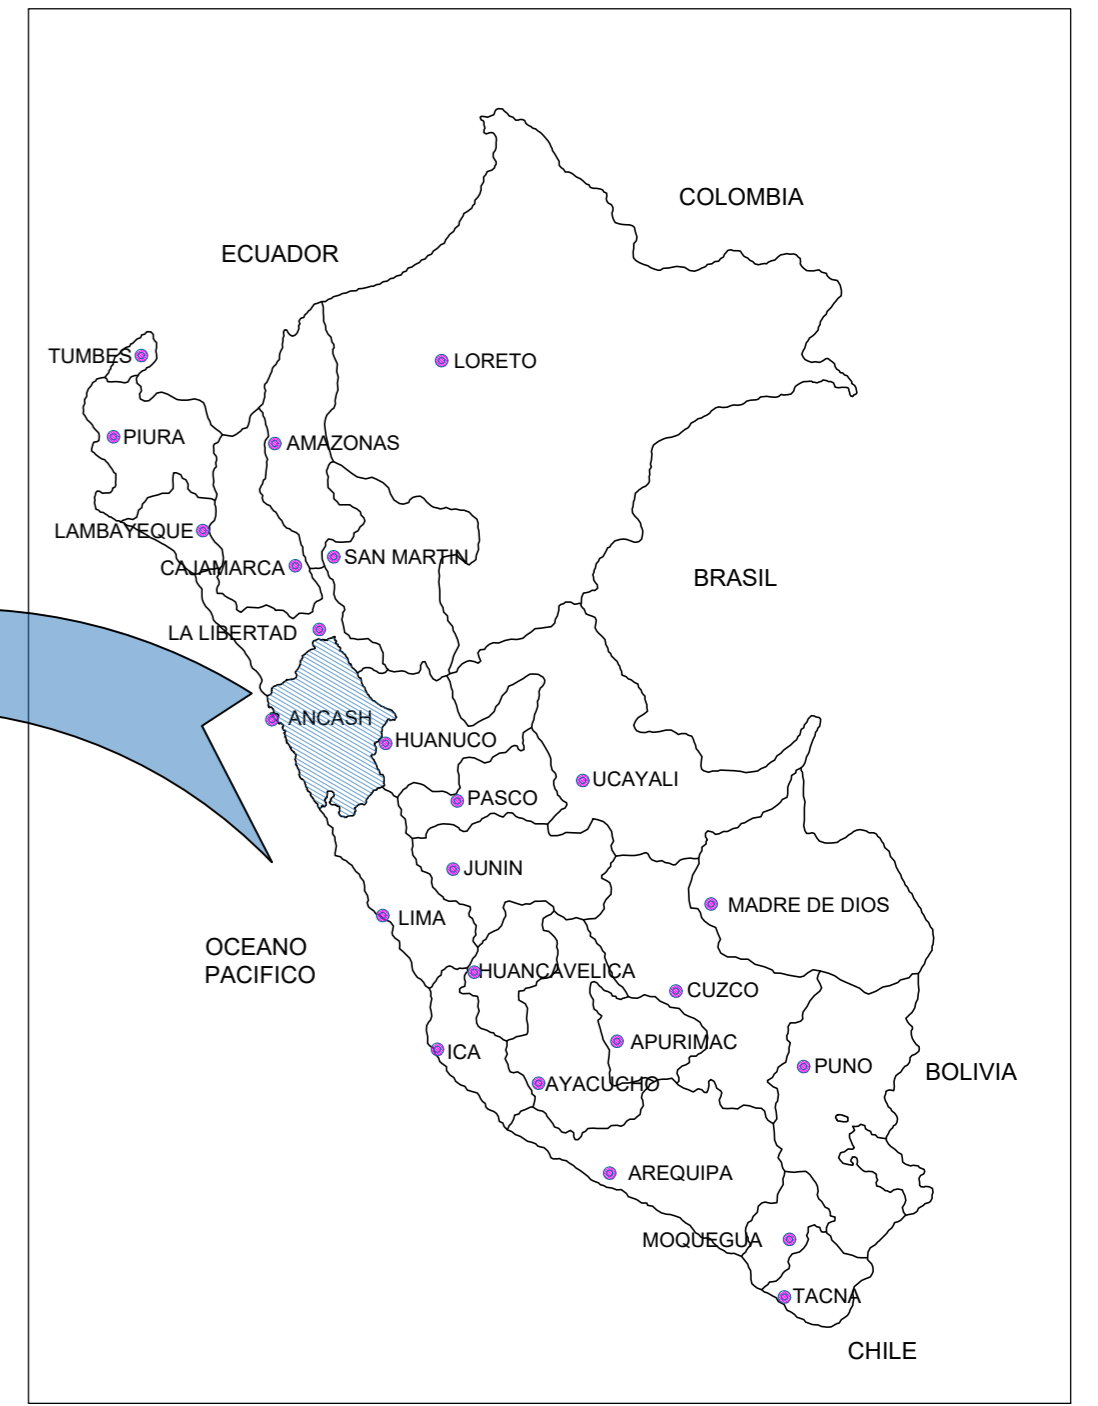 COLOMBIA
ECUADOR
TUMBES
LORETO
PIURA
AMAZONAS
LAMBAYEQUE
SAN MARTIN
CAJAMARCA
BRASIL
LA LIBERTAD
ANCASH
HUANUCO
UCAYALI
PASCO
JUNIN
MADRE DE DIOS
LIMA
OCEANO
PACIFICO
HUANCAVELICA
CUZCO
APURIMAC
ICA
PUNO
BOLIVIA
AYACUCHO
AREQUIPA
MOQUEGUA
TACNA
CHILE